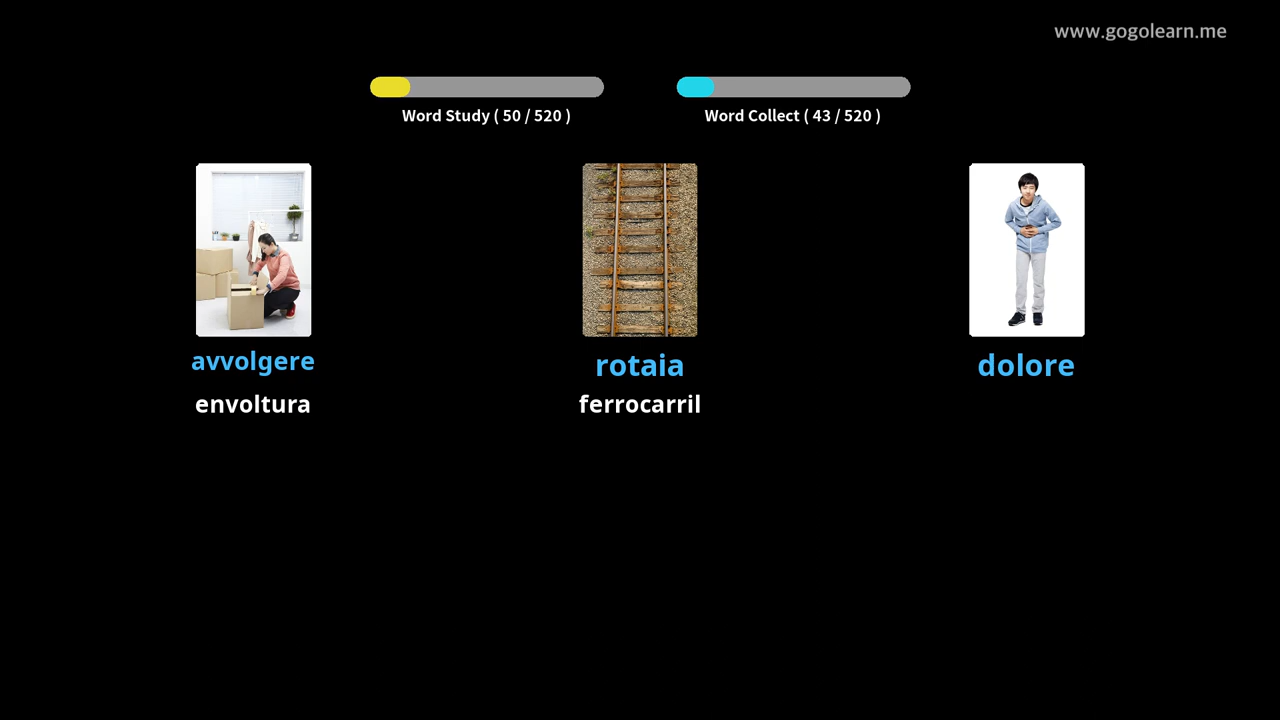 www.gogolearn.me
Word Study ( 50 / 520 )
Word Collect ( 43 / 520 )
avvolgere
envoltura
rotaia
ferrocarril
dolore